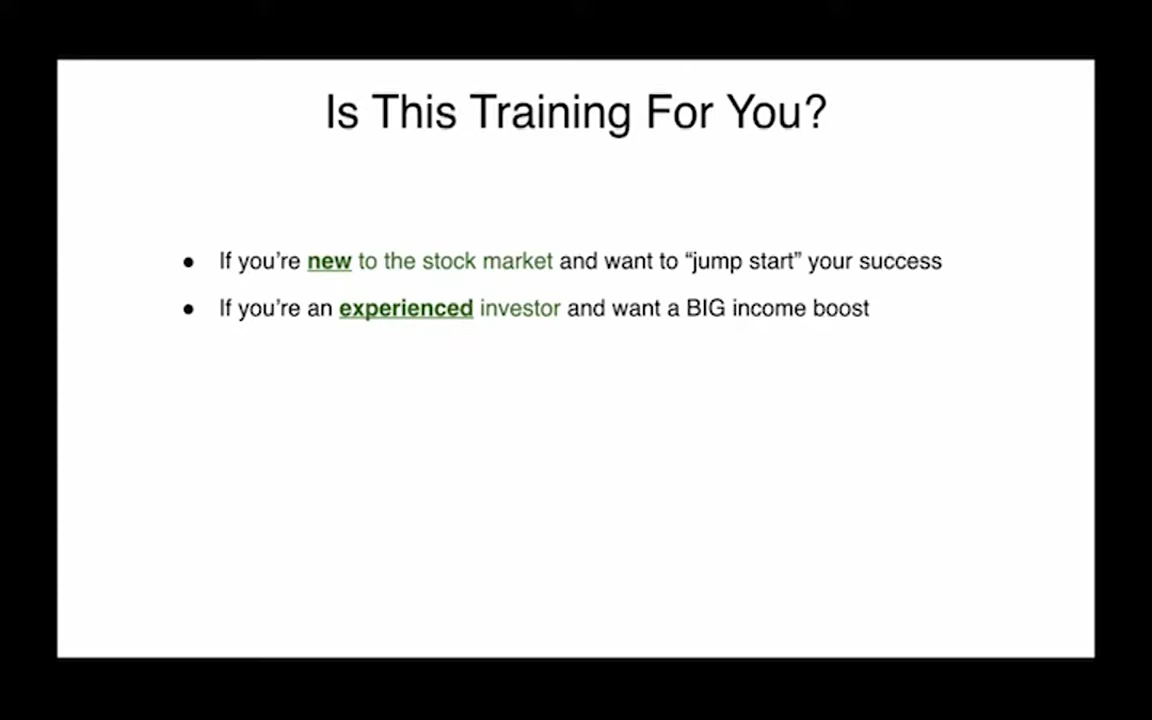 Is This Training For You?
● If you're new to the stock market and want to “jump start” your success
● If you're an experienced investor and want a BIG income boost